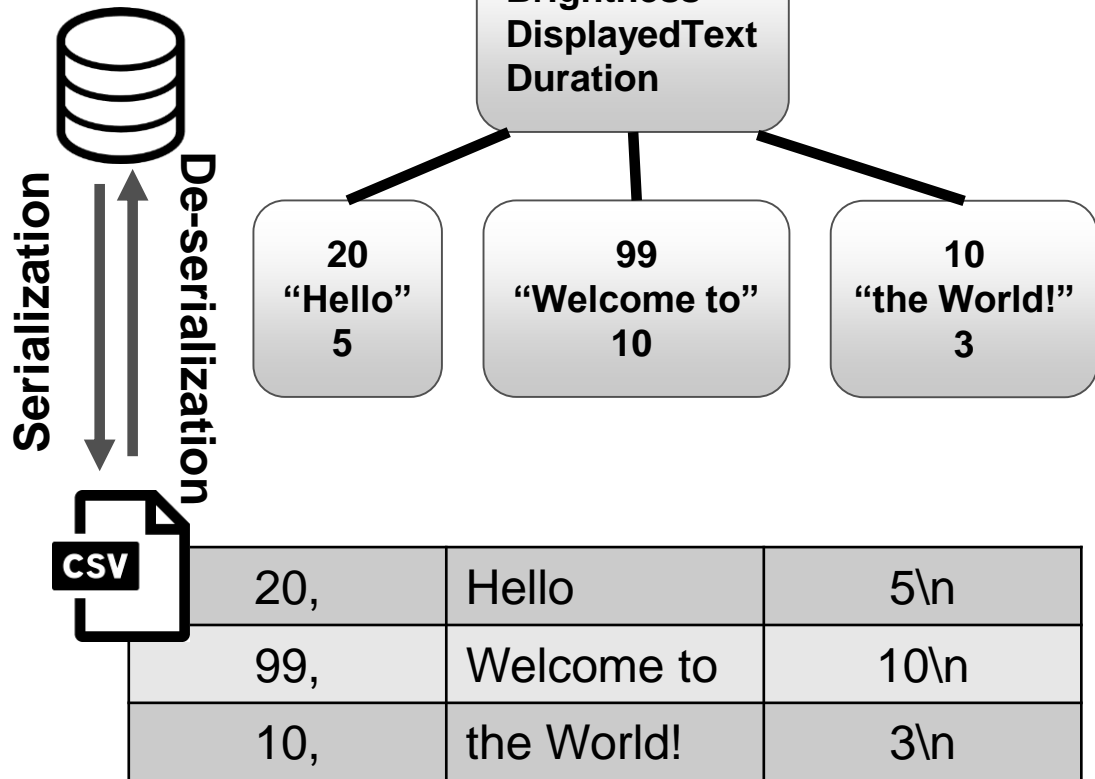 Brightness
DisplayedText
Duration
Serialization
De-serialization
20
“Hello”
5
99
“Welcome to”
10
10
“the World!”
3
CSV
20, Hello 5\n
99, Welcome to 10\n
10, the World! 3\n